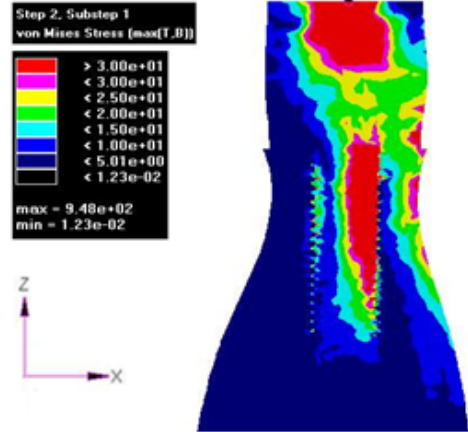 Step 2, Substep 1
von Mises Stress (max(T,B))
> 3.00e+01
< 3.00e+01
< 2.50e+01
< 2.00e+01
< 1.50e+01
< 1.00e+01
< 5.01e+00
< 1.23e-02
max = 9.48e+02
min = 1.23e-02
Z
X